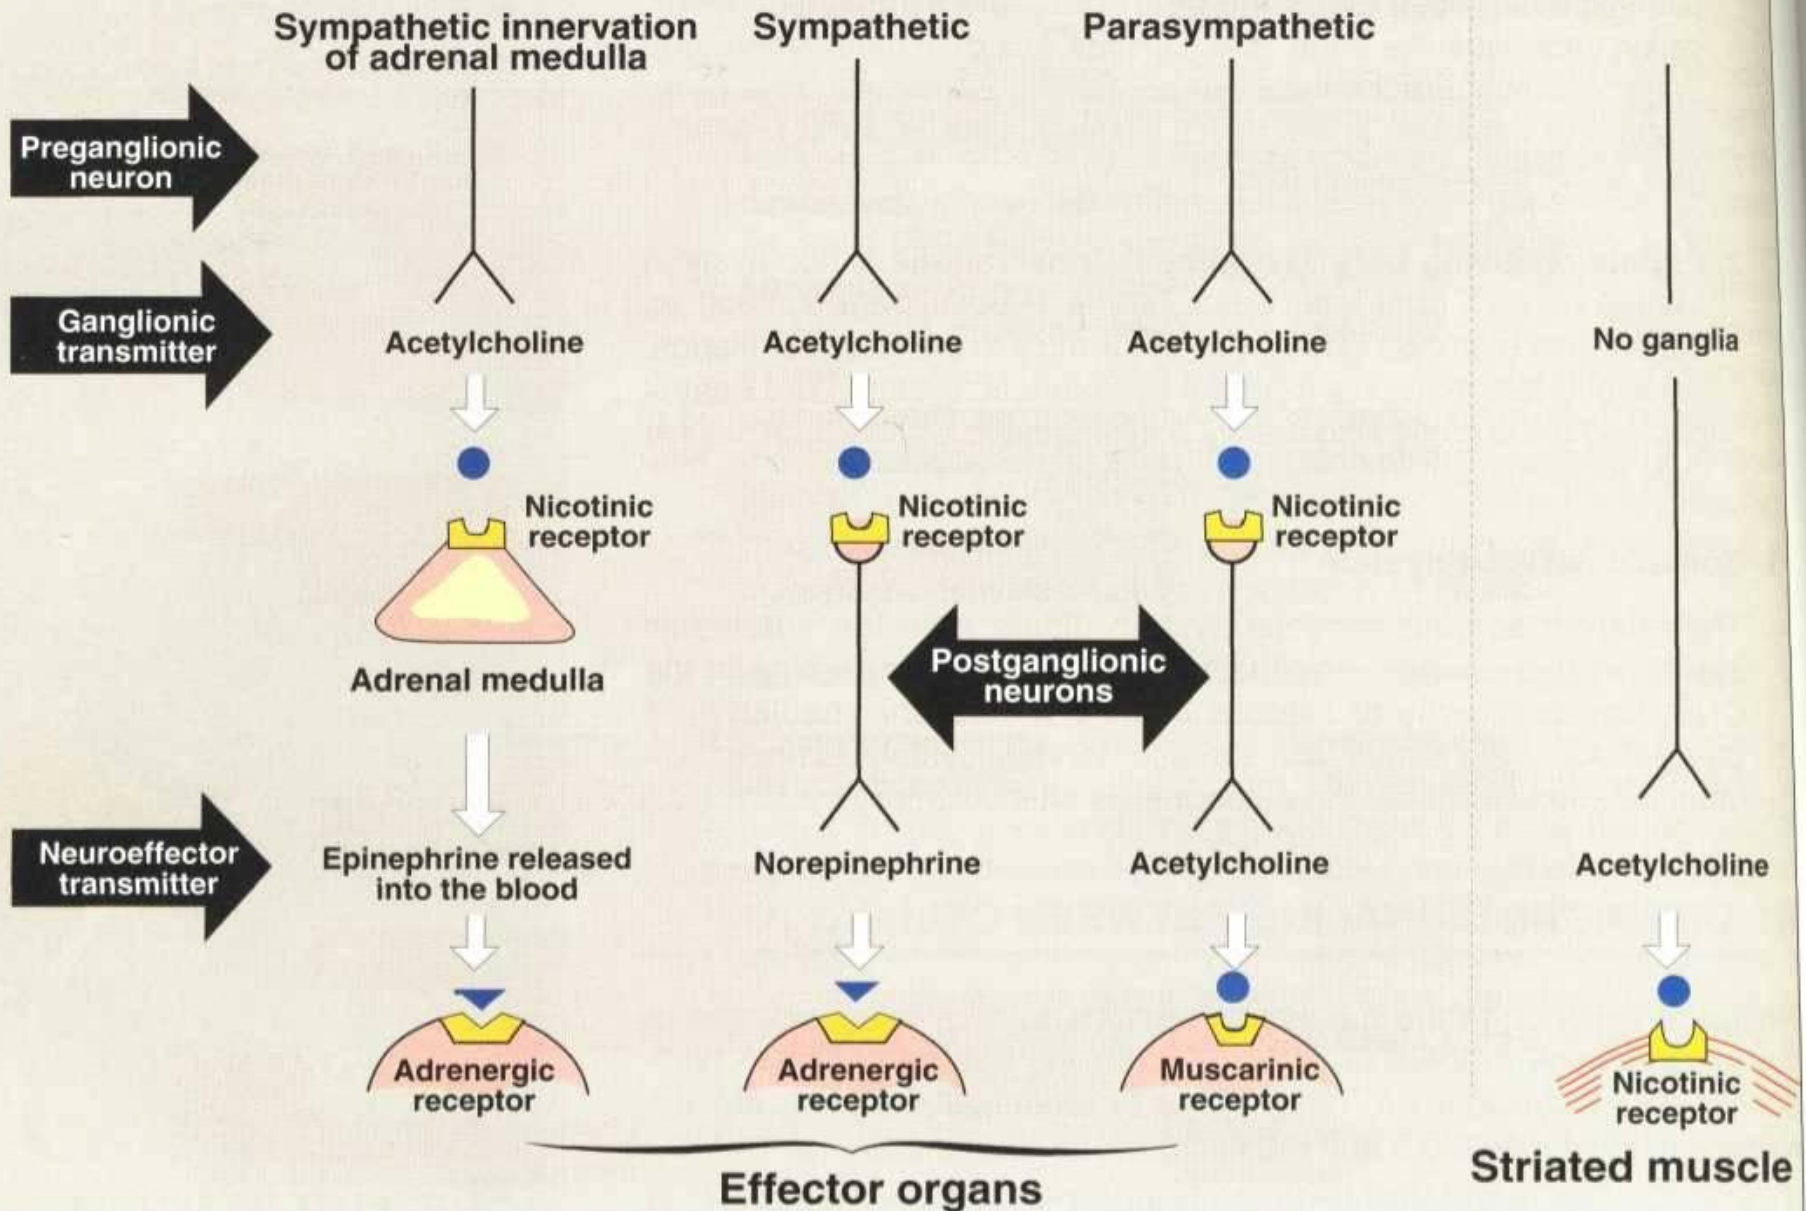 Sympathetic innervation
of adrenal medulla
Sympathetic
Parasympathetic
Preganglionic
neuron
Ganglionic
transmitter
Acetylcholine
Acetylcholine
Acetylcholine
No ganglia
Nicotinic
receptor
Nicotinic
receptor
Nicotinic
receptor
Adrenal medulla
Postganglionic
neurons
Neuroeffector
transmitter
Epinephrine released
into the blood
Norepinephrine
Acetylcholine
Acetylcholine
Adrenergic
receptor
Adrenergic
receptor
Muscarinic
receptor
Nicotinic
receptor
Effector organs
Striated muscle